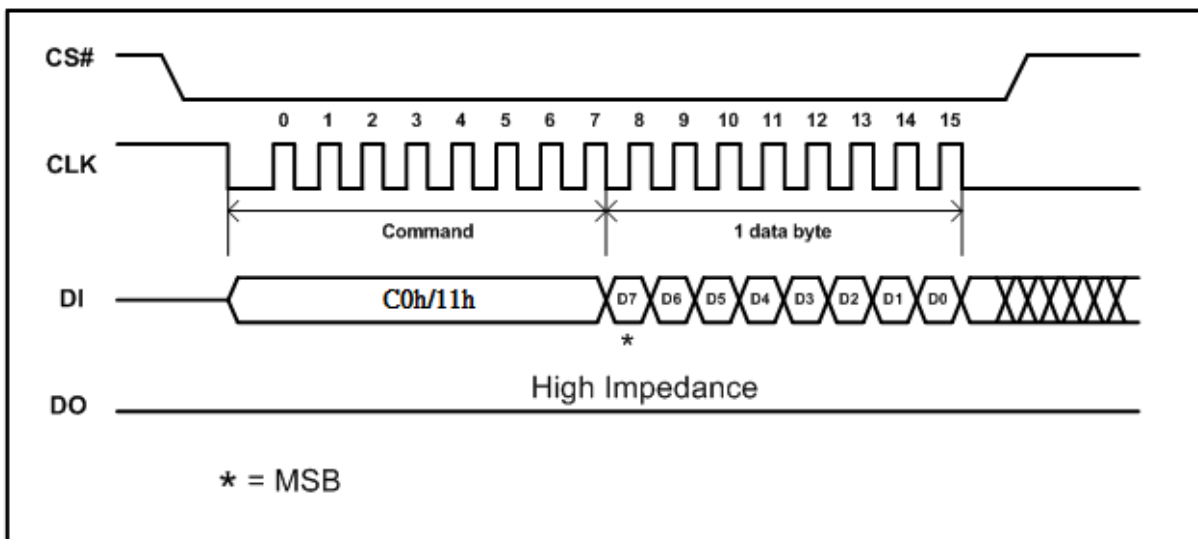 CS#
0 1 2 3 4 5 6 7 8 9 10 11 12 13 14 15
CLK
Command 1 data byte
DI C0h/11h D7 D6 D5 D4 D3 D2 D1 D0
*
High Impedance
DO
* = MSB